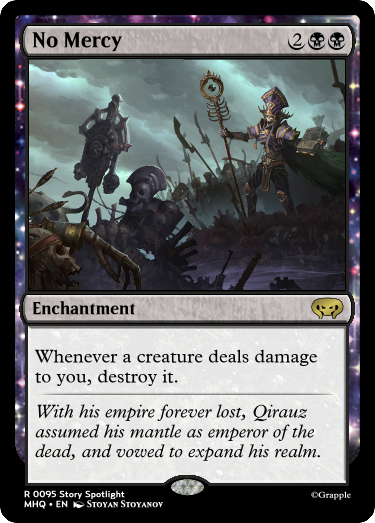 No Mercy 2
Enchantment
Whenever a creature deals damage
to you, destroy it.
With his empire forever lost, Qirauz
assumed his mantle as emperor of the
dead, and vowed to expand his realm.
R 0095 Story Spotlight
MHQ • EN Stoyan Stoyanov
©Grapple